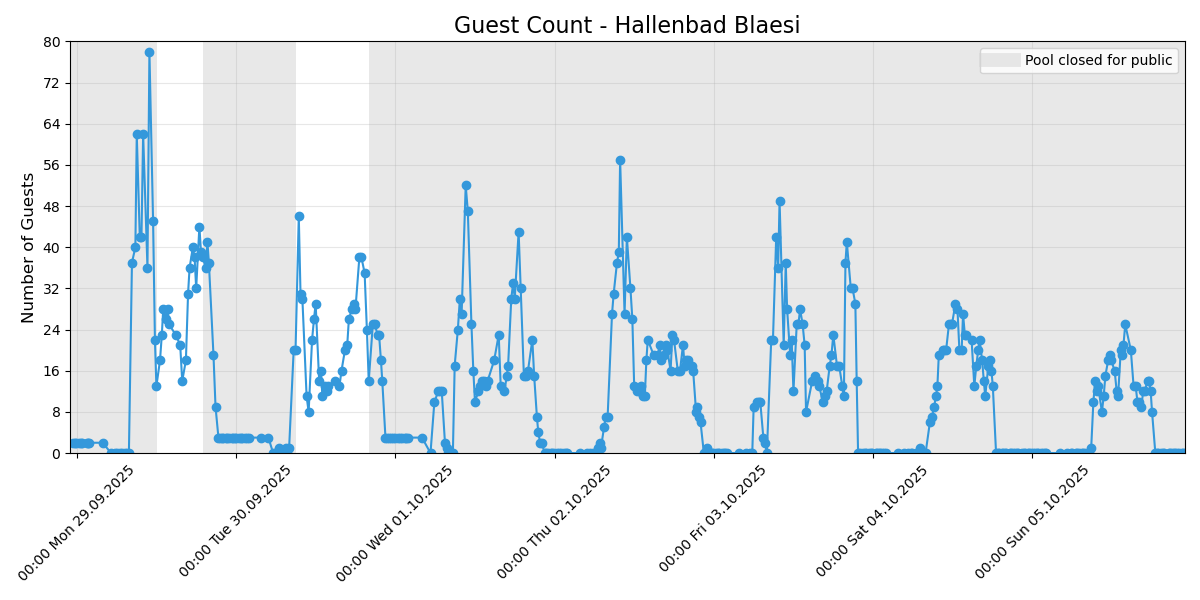 Guest Count - Hallenbad Blaesi
Pool closed for public
Number of Guests
80
72
64
56
48
40
32
24
16
8
0
00:00 Mon 29.09.2025
00:00 Tue 30.09.2025
00:00 Wed 01.10.2025
00:00 Thu 02.10.2025
00:00 Fri 03.10.2025
00:00 Sat 04.10.2025
00:00 Sun 05.10.2025